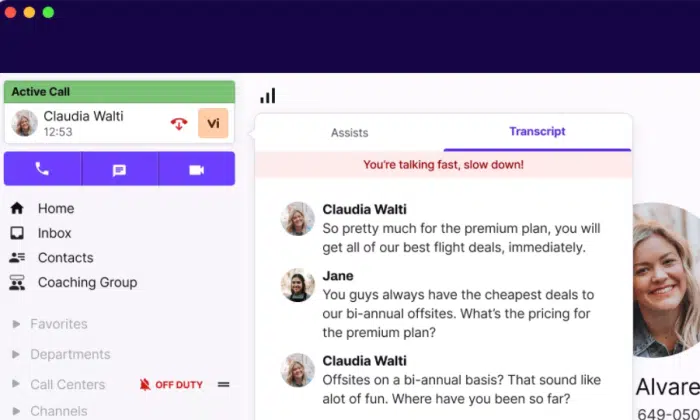 Active Call
Claudia Walti
12:53
Vi
Home
Inbox
Contacts
Coaching Group
Favorites
Departments
Call Centers
OFF DUTY
Channels
Assists
Transcript
You're talking fast, slow down!
Claudia Walti
So pretty much for the premium plan, you will
get all of our best flight deals, immediately.
Jane
You guys always have the cheapest deals to
our bi-annual offsites. What's the pricing for
the premium plan?
Claudia Walti
Offsites on a bi-annual basis? That sound like
alot of fun. Where have you been so far?
Alvare
649-050